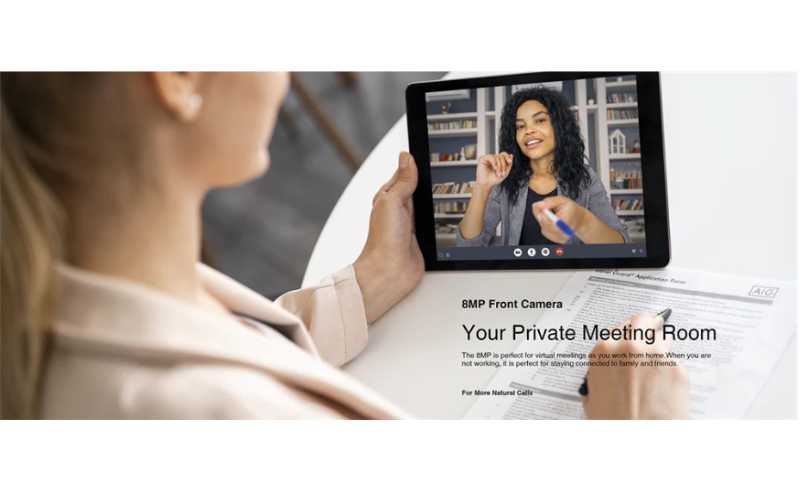 8MP Front Camera
Your Private Meeting Room
The 8MP is perfect for virtual meetings as you work from home.When you are
not working, it is perfect for staying connected to family and friends.
For More Natural Calls
AIG